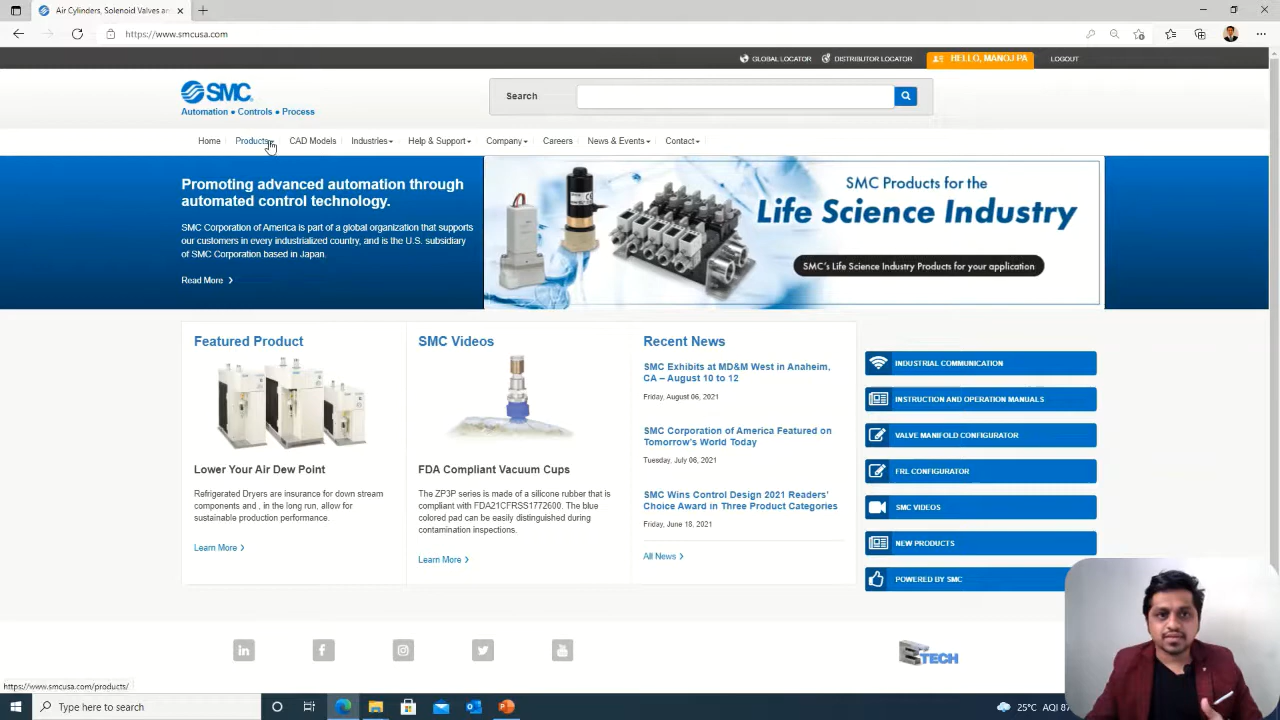 Air Cylinders, Solenoid Valves an
https://www.smcusa.com
GLOBAL LOCATOR
DISTRIBUTOR LOCATOR
HELLO, MANOJ PA
LOGOUT
SMC
Automation • Controls • Process
Search
Home
Products
CAD Models
Industries
Help & Support
Company
Careers
News & Events
Contact
Promoting advanced automation through
automated control technology.
SMC Corporation of America is part of a global organization that supports
our customers in every industrialized country, and is the U.S. subsidiary
of SMC Corporation based in Japan.
Read More
SMC Products for the
Life Science Industry
SMC's Life Science Industry Products for your application
Featured Product
Lower Your Air Dew Point
Refrigerated Dryers are insurance for down stream
components and , in the long run, allow for
sustainable production performance.
Learn More
SMC Videos
FDA Compliant Vacuum Cups
The ZP3P series is made of a silicone rubber that is
compliant with FDA21CFRSS1772600. The blue
colored pad can be easily distinguished during
contamination inspections.
Learn More
Recent News
SMC Exhibits at MD&M West in Anaheim,
CA – August 10 to 12
Friday, August 06, 2021
SMC Corporation of America Featured on
Tomorrow's World Today
Tuesday, July 06, 2021
SMC Wins Control Design 2021 Readers'
Choice Award in Three Product Categories
Friday, June 18, 2021
All News
INDUSTRIAL COMMUNICATION
INSTRUCTION AND OPERATION MANUALS
VALVE MANIFOLD CONFIGURATOR
FRL CONFIGURATOR
SMC VIDEOS
NEW PRODUCTS
POWERED BY SMC
ETECH
https://www.smcusa.com/products/
Type here to search
25°C AQI 87